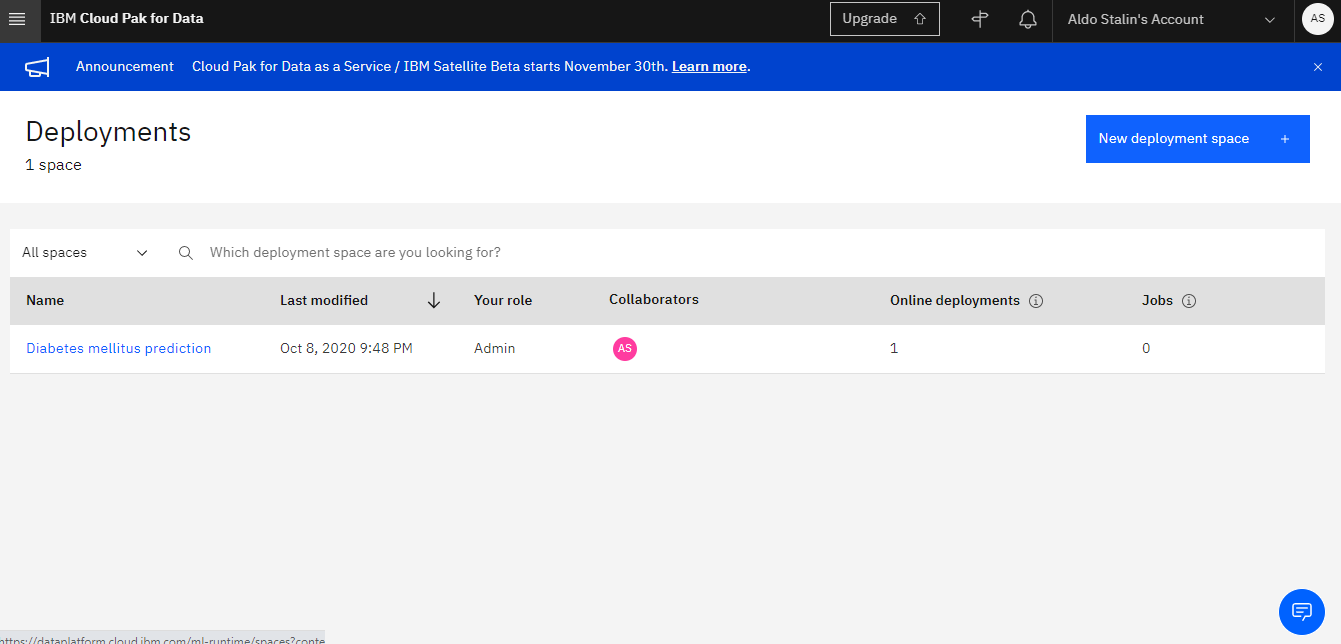 IBM Cloud Pak for Data
Upgrade
Aldo Stalin's Account
AS
Announcement Cloud Pak for Data as a Service / IBM Satellite Beta starts November 30th. Learn more.
Deployments
New deployment space +
1 space
All spaces
Which deployment space are you looking for?
Name Last modified Your role Collaborators Online deployments Jobs
Diabetes mellitus prediction Oct 8, 2020 9:48 PM Admin AS 1 0
https://dataplatform.cloud.ibm.com/ml-runtime/spaces?conte